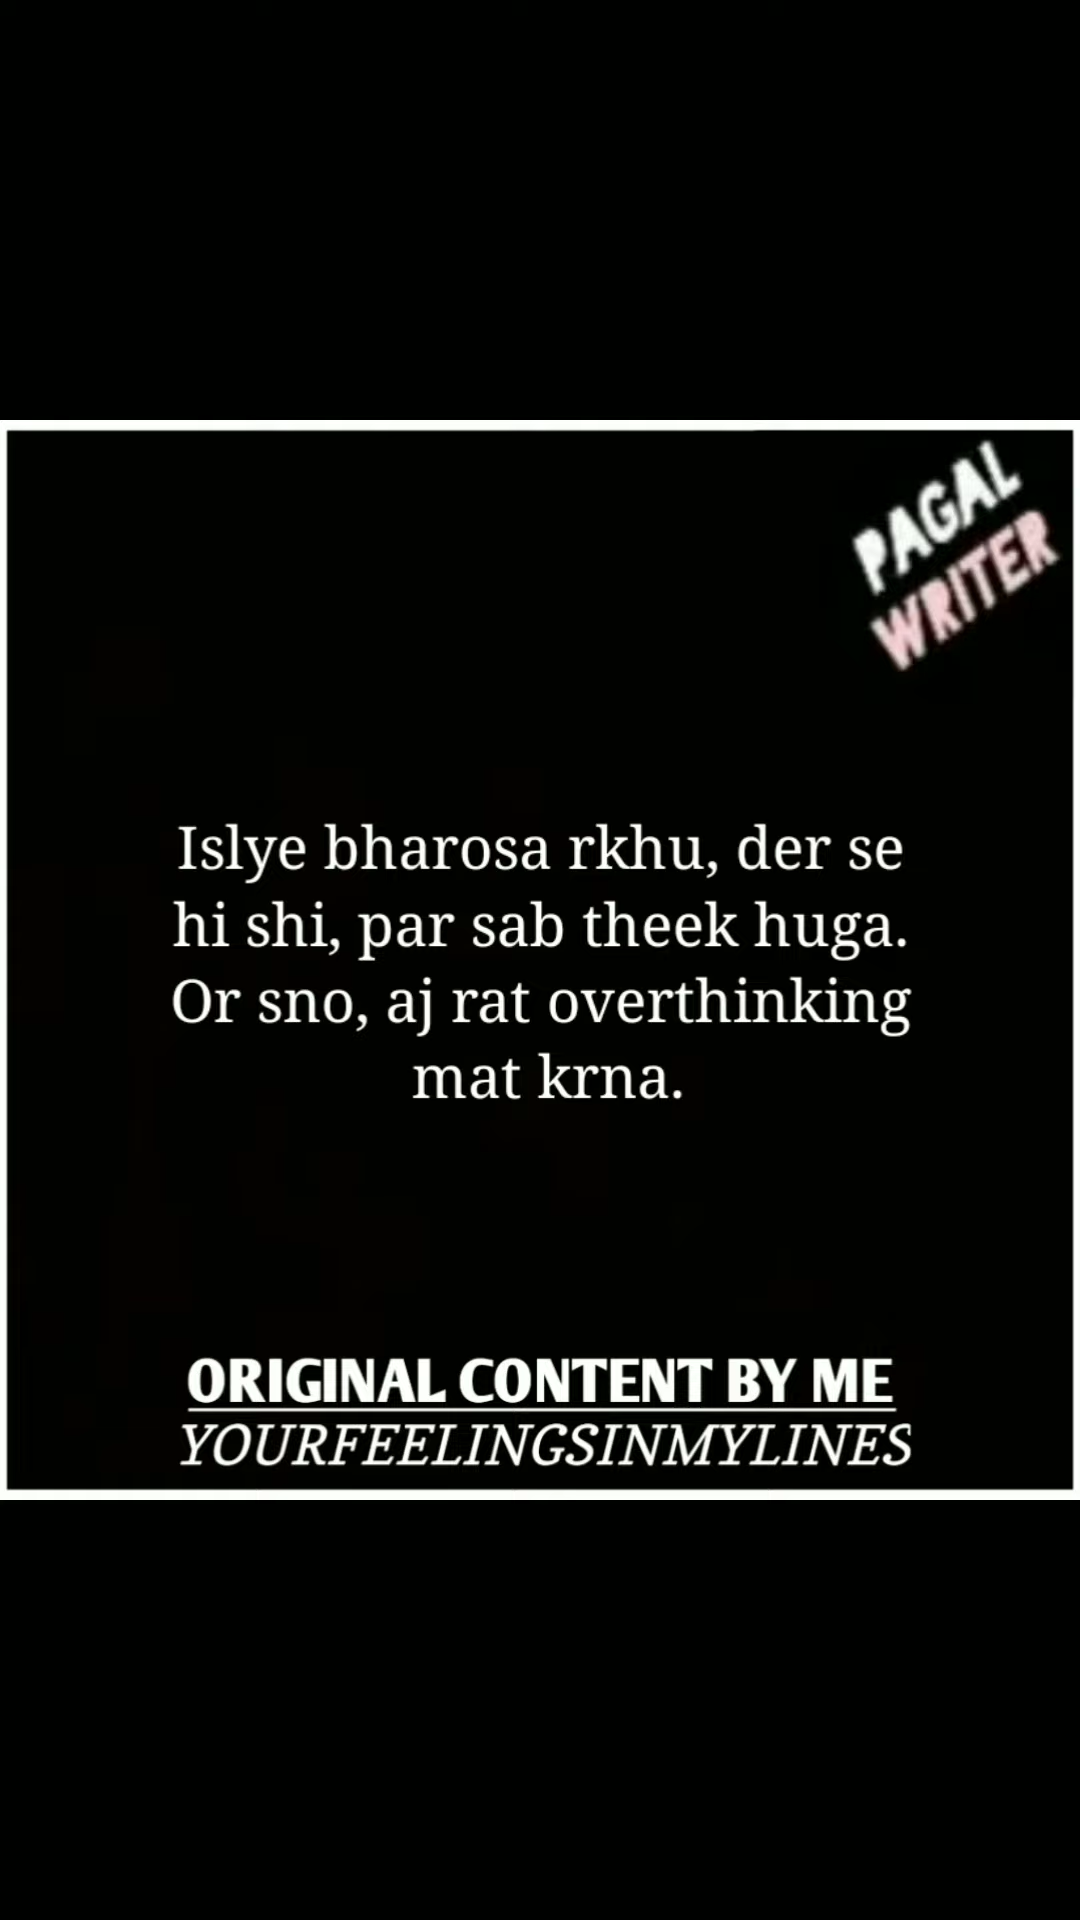 PAGAL
WRITER
Islye bharosa rkhu, der se
hi shi, par sab theek huga.
Or sno, aj rat overthinking
mat krna.
ORIGINAL CONTENT BY ME
YOURFEELINGSINMYLINES